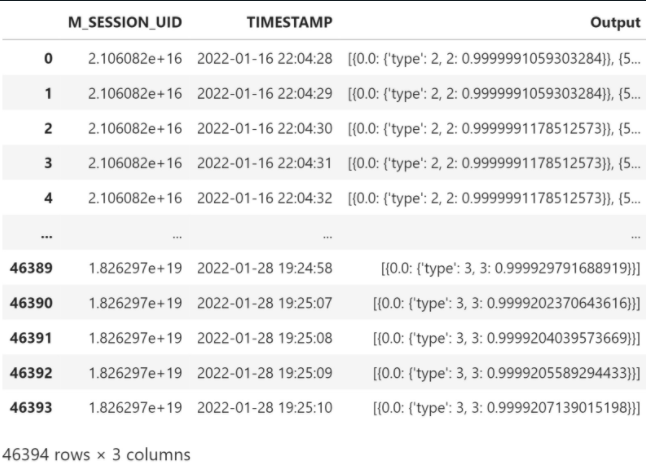 M_SESSION_UID TIMESTAMP Output
0 2.106082e+16 2022-01-16 22:04:28 [{0.0: {'type': 2, 2: 0.9999991059303284}}, {5...
1 2.106082e+16 2022-01-16 22:04:29 [{0.0: {'type': 2, 2: 0.9999991059303284}}, {5...
2 2.106082e+16 2022-01-16 22:04:30 [{0.0: {'type': 2, 2: 0.9999991178512573}}, {5...
3 2.106082e+16 2022-01-16 22:04:31 [{0.0: {'type': 2, 2: 0.9999991178512573}}, {5...
4 2.106082e+16 2022-01-16 22:04:32 [{0.0: {'type': 2, 2: 0.9999991178512573}}, {5...
... ... ... ...
46389 1.826297e+19 2022-01-28 19:24:58 [{0.0: {'type': 3, 3: 0.999929791688919}}]
46390 1.826297e+19 2022-01-28 19:25:07 [{0.0: {'type': 3, 3: 0.9999202370643616}}]
46391 1.826297e+19 2022-01-28 19:25:08 [{0.0: {'type': 3, 3: 0.9999204039573669}}]
46392 1.826297e+19 2022-01-28 19:25:09 [{0.0: {'type': 3, 3: 0.9999205589294433}}]
46393 1.826297e+19 2022-01-28 19:25:10 [{0.0: {'type': 3, 3: 0.9999207139015198}}]
46394 rows × 3 columns